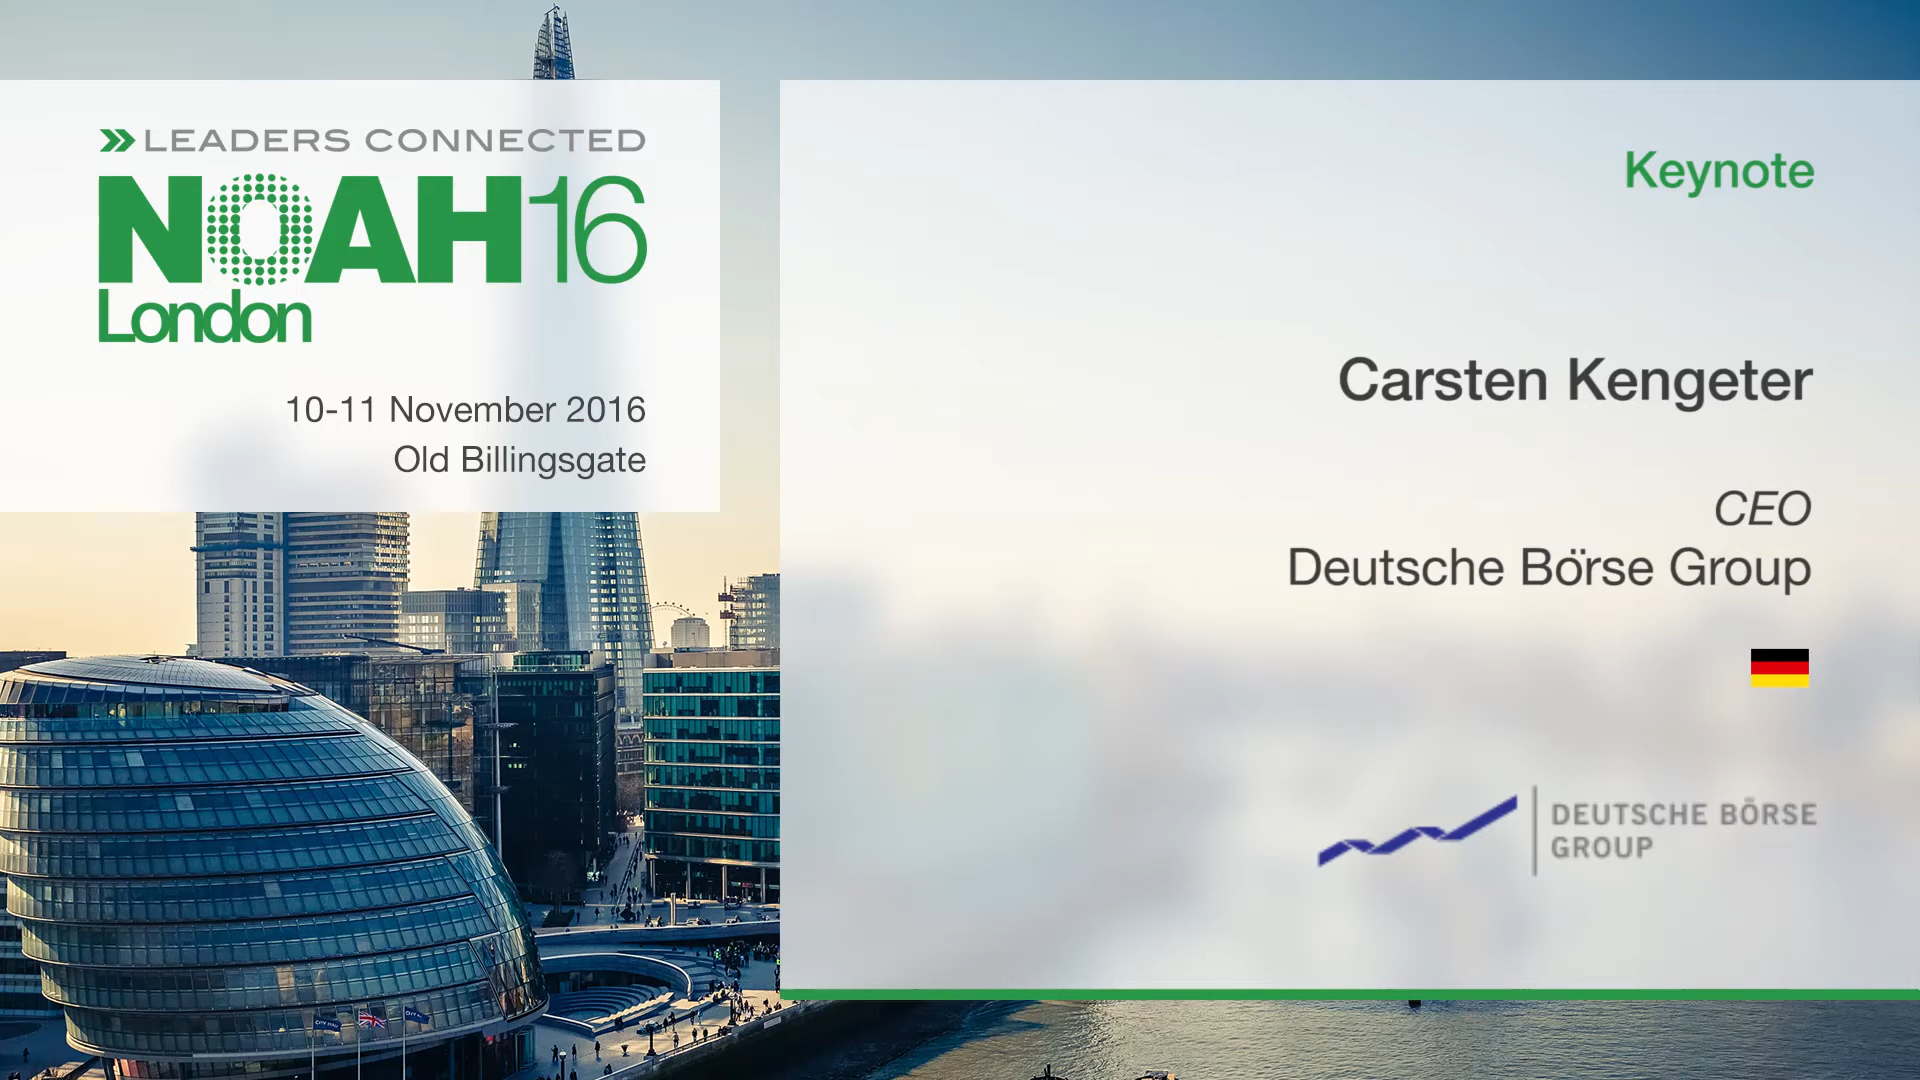 LEADERS CONNECTED
NOAH16
London
10-11 November 2016
Old Billingsgate
Keynote
Carsten Kengeter
CEO
Deutsche Börse Group
DEUTSCHE BÖRSE
GROUP